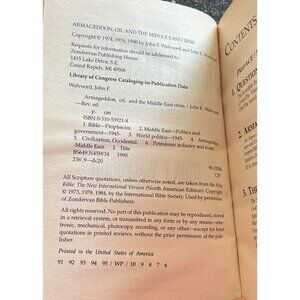 ARMAGEDDON, OIL AND THE MIDDLE EAST CRISIS
Copyright © 1974, 1976, 1990 by John F. Walvoord and John E. Walvoord
Requests for information should be addressed to:
Zondervan Publishing House
1415 Lake Drive, S.E.
Grand Rapids, MI 49506
Library of Congress Cataloging-in-Publication Data
Walvoord, John F.
Armageddon, oil, and the Middle East crisis / John F. Walvoord.
—Rev. ed.
p. cm
ISBN 0-310-53921-8
1. Bible—Prophecies. 2. Middle East—Politics and
government—1945- 3. World politics—1945- 4.
5. Civilization, Occidental. 6. Petroleum industry and trade
Middle East. I. Title
BS649.N45W34 1990
236'.9—dc20
CIP
All Scripture quotations, unless otherwise noted, are taken from the Holy
Bible: The New International Version (North American Edition). Copyright
© 1973, 1978, 1984, by the International Bible Society. Used by permission
of Zondervan Bible Publishers.
All rights reserved. No part of this publication may be reproduced, stored
in a retrieval system, or transmitted in any form or by any means—elec-
tronic, mechanical, photocopy, recording, or any other—except for brief
quotations in printed reviews, without the prior permission of the pub-
lisher.
Printed in the United States of America
91 92 93 94 95 / WP / 10 9 8 7 6
CONTENTS
PREFACE
1. QUESTION
2. ARMA
3. TH